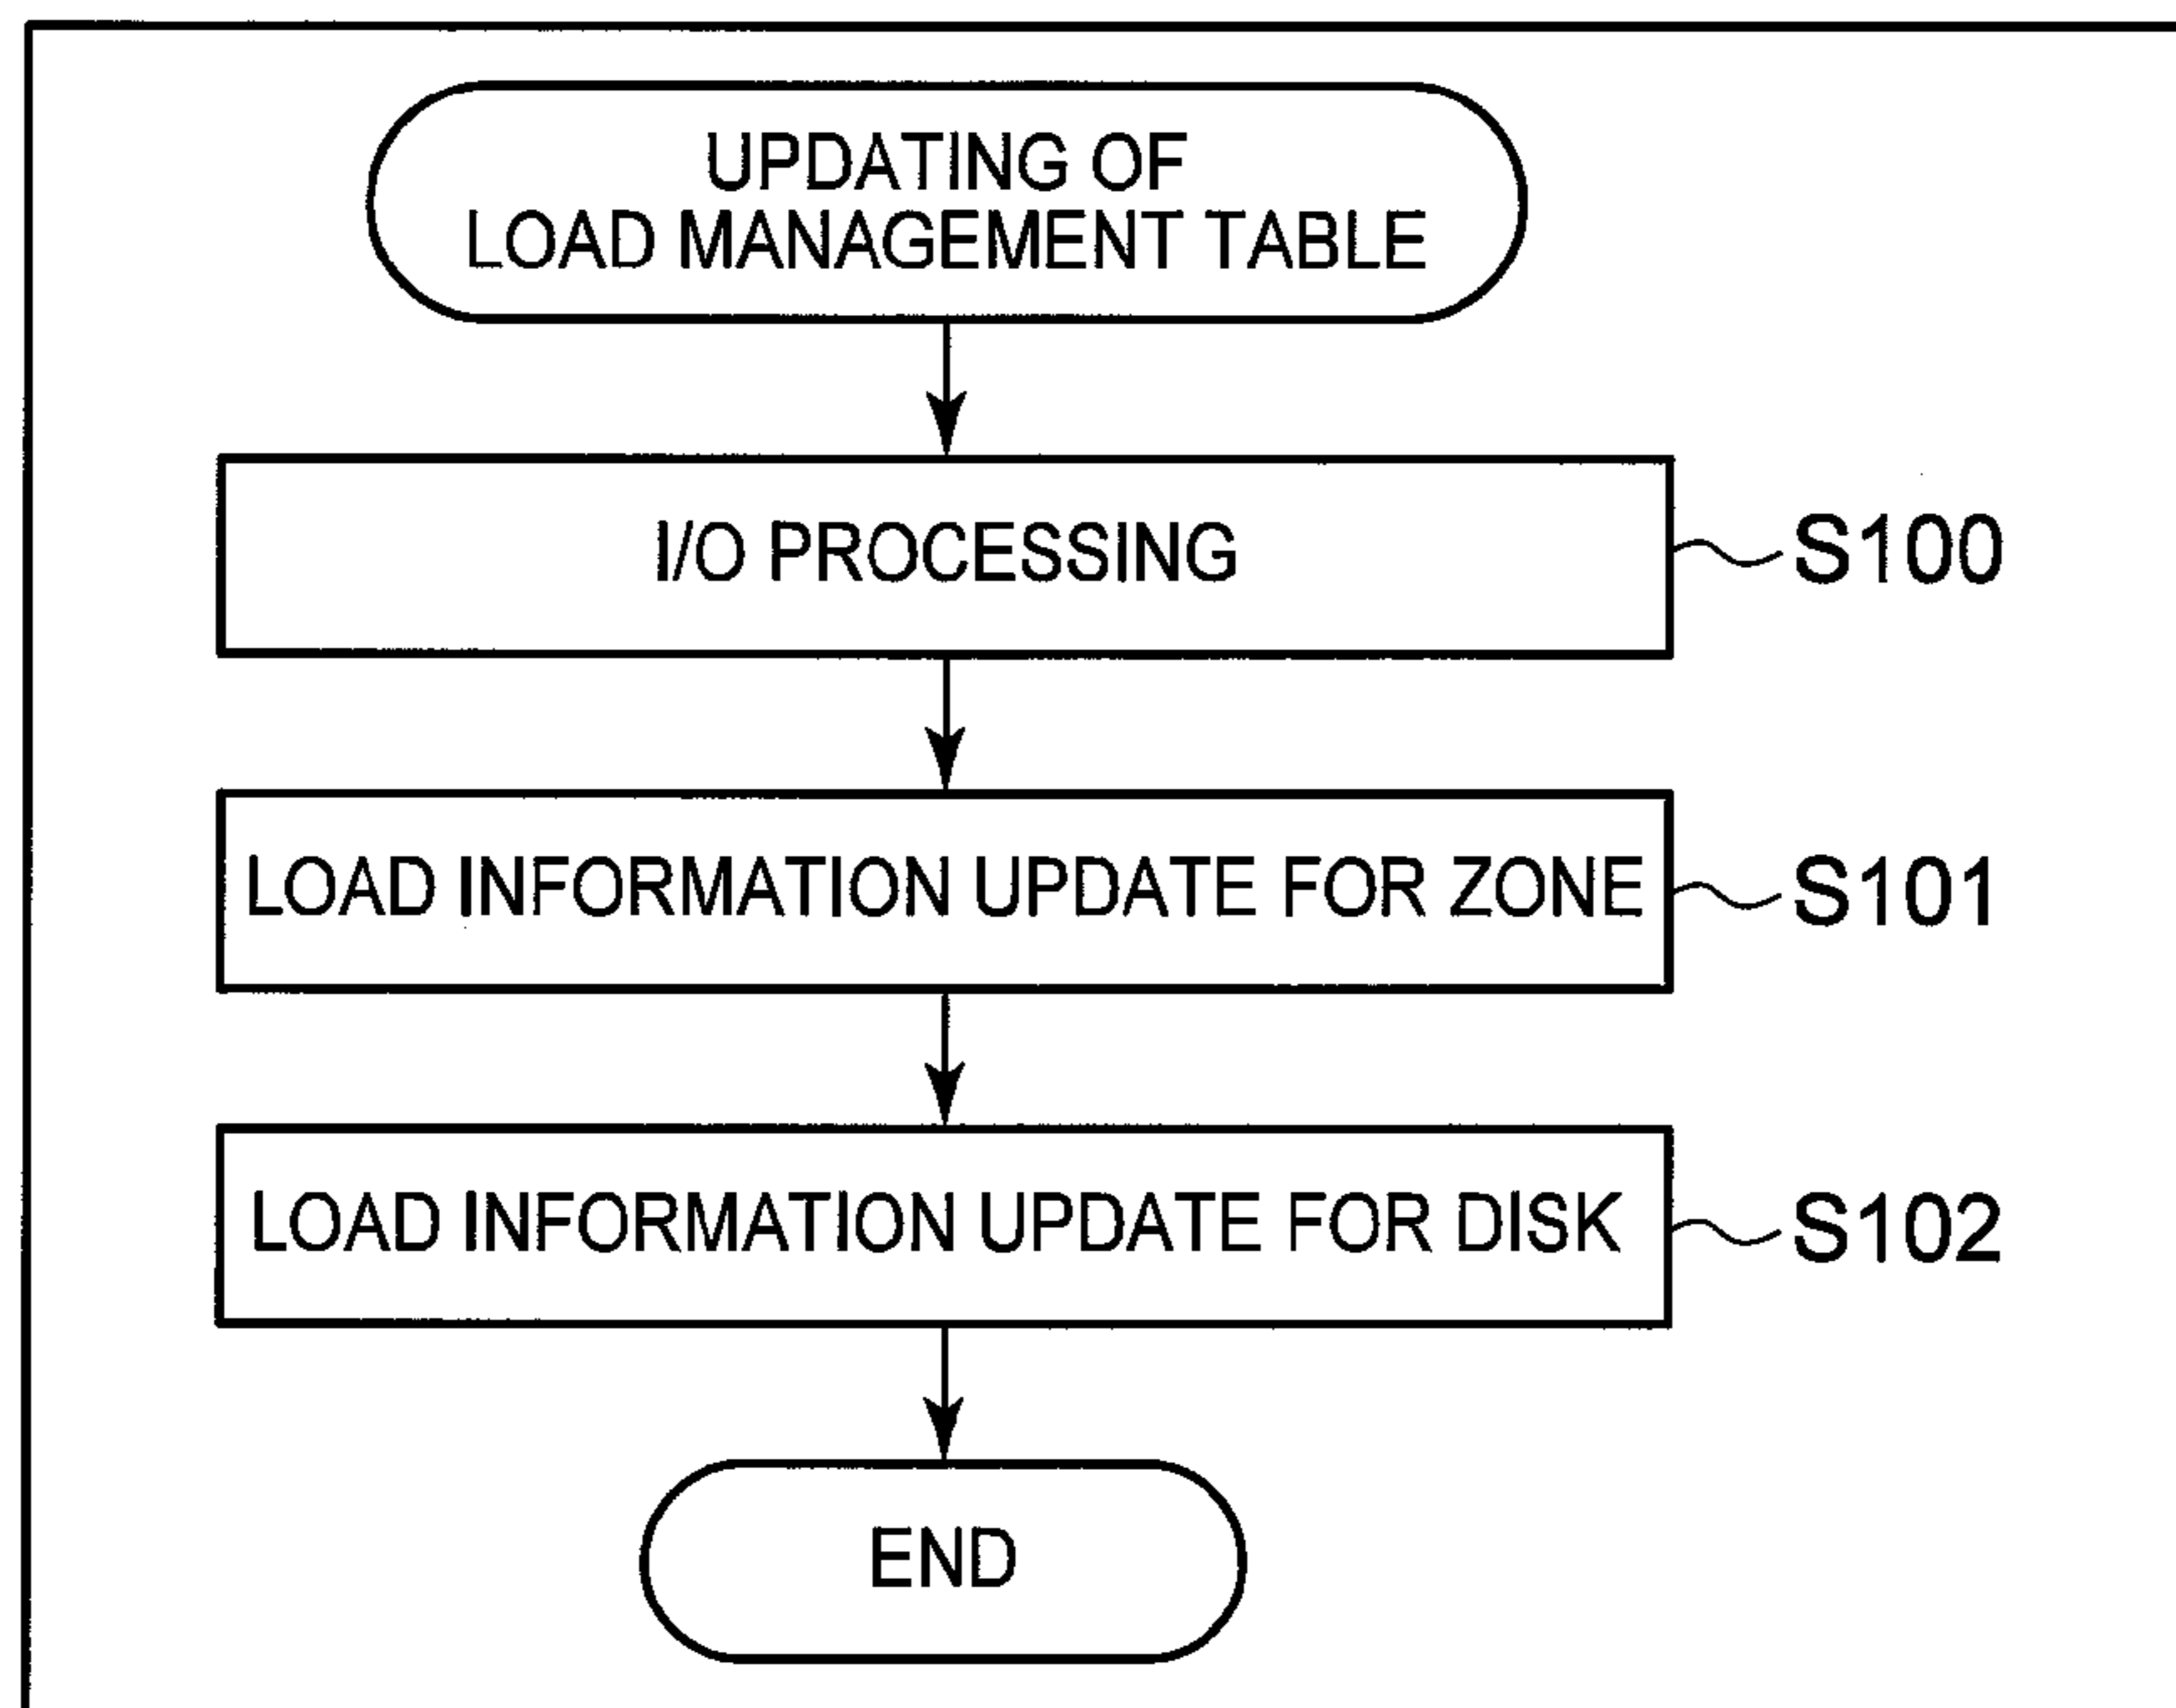 UPDATING OF
LOAD MANAGEMENT TABLE
I/O PROCESSING
S100
LOAD INFORMATION UPDATE FOR ZONE
S101
LOAD INFORMATION UPDATE FOR DISK
S102
END